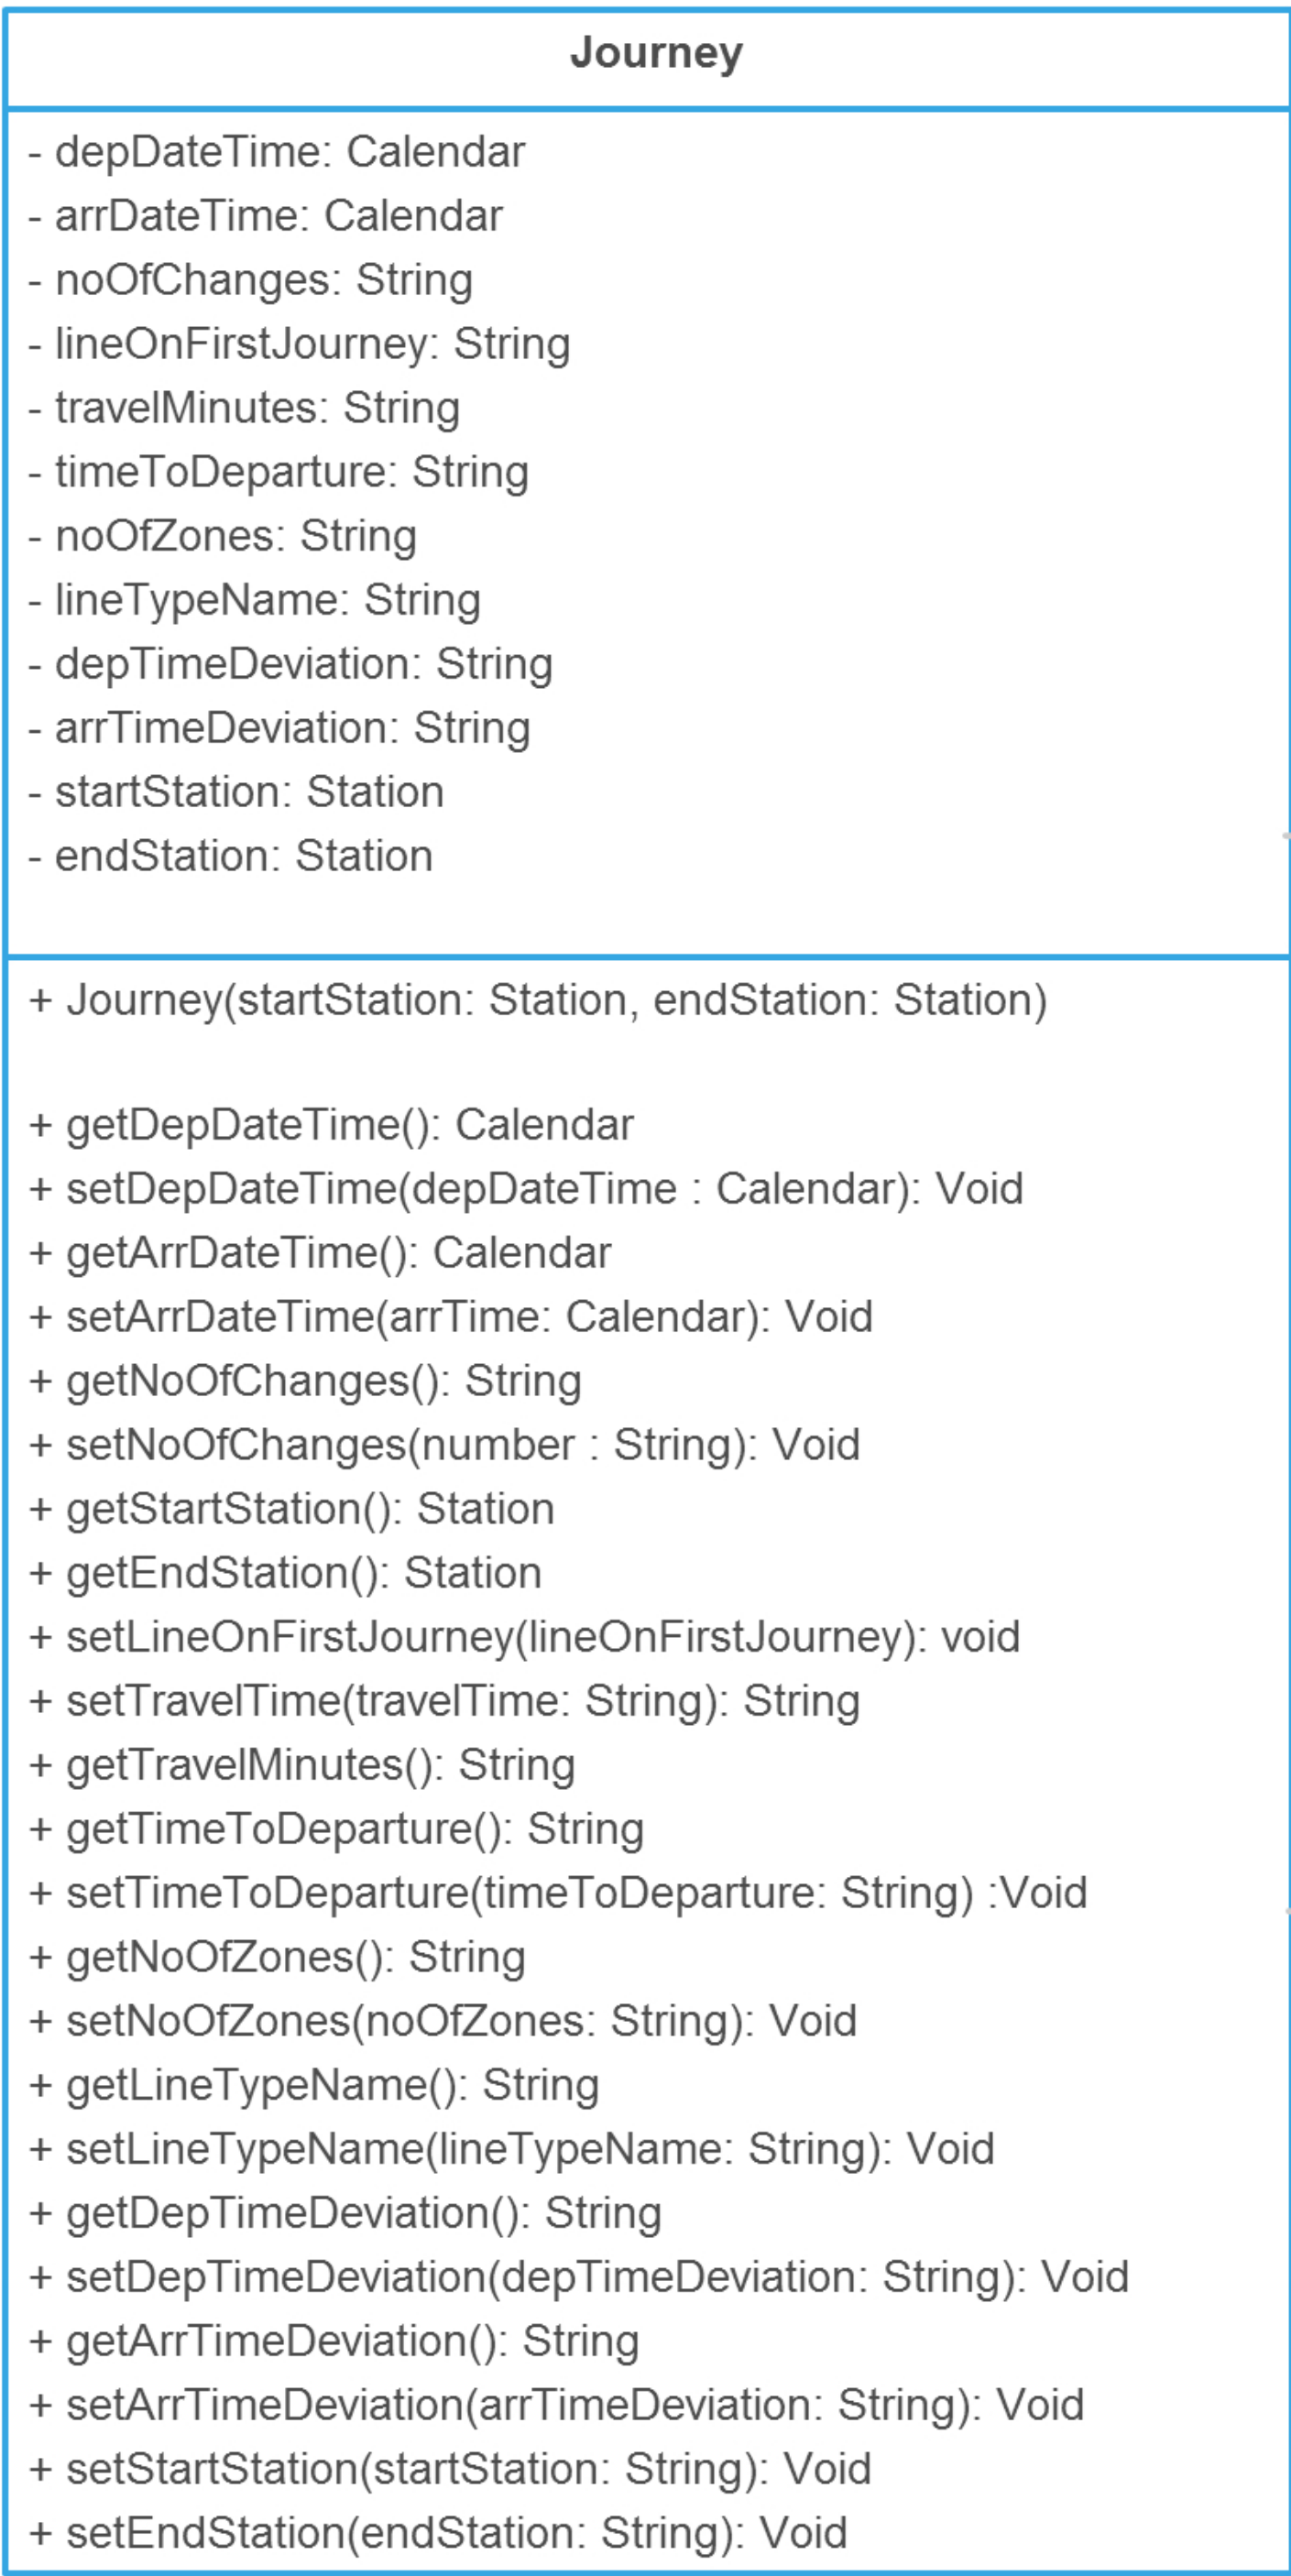 Journey
- depDateTime: Calendar
- arrDateTime: Calendar
- noOfChanges: String
- lineOnFirstJourney: String
- travelMinutes: String
- timeToDeparture: String
- noOfZones: String
- lineTypeName: String
- depTimeDeviation: String
- arrTimeDeviation: String
- startStation: Station
- endStation: Station
+ Journey(startStation: Station, endStation: Station)
+ getDepDateTime(): Calendar
+ setDepDateTime(depDateTime : Calendar): Void
+ getArrDateTime(): Calendar
+ setArrDateTime(arrTime: Calendar): Void
+ getNoOfChanges(): String
+ setNoOfChanges(number : String): Void
+ getStartStation(): Station
+ getEndStation(): Station
+ setLineOnFirstJourney(lineOnFirstJourney): void
+ setTravelTime(travelTime: String): String
+ getTravelMinutes(): String
+ getTimeToDeparture(): String
+ setTimeToDeparture(timeToDeparture: String) :Void
+ getNoOfZones(): String
+ setNoOfZones(noOfZones: String): Void
+ getLineTypeName(): String
+ setLineTypeName(lineTypeName: String): Void
+ getDepTimeDeviation(): String
+ setDepTimeDeviation(depTimeDeviation: String): Void
+ getArrTimeDeviation(): String
+ setArrTimeDeviation(arrTimeDeviation: String): Void
+ setStartStation(startStation: String): Void
+ setEndStation(endStation: String): Void